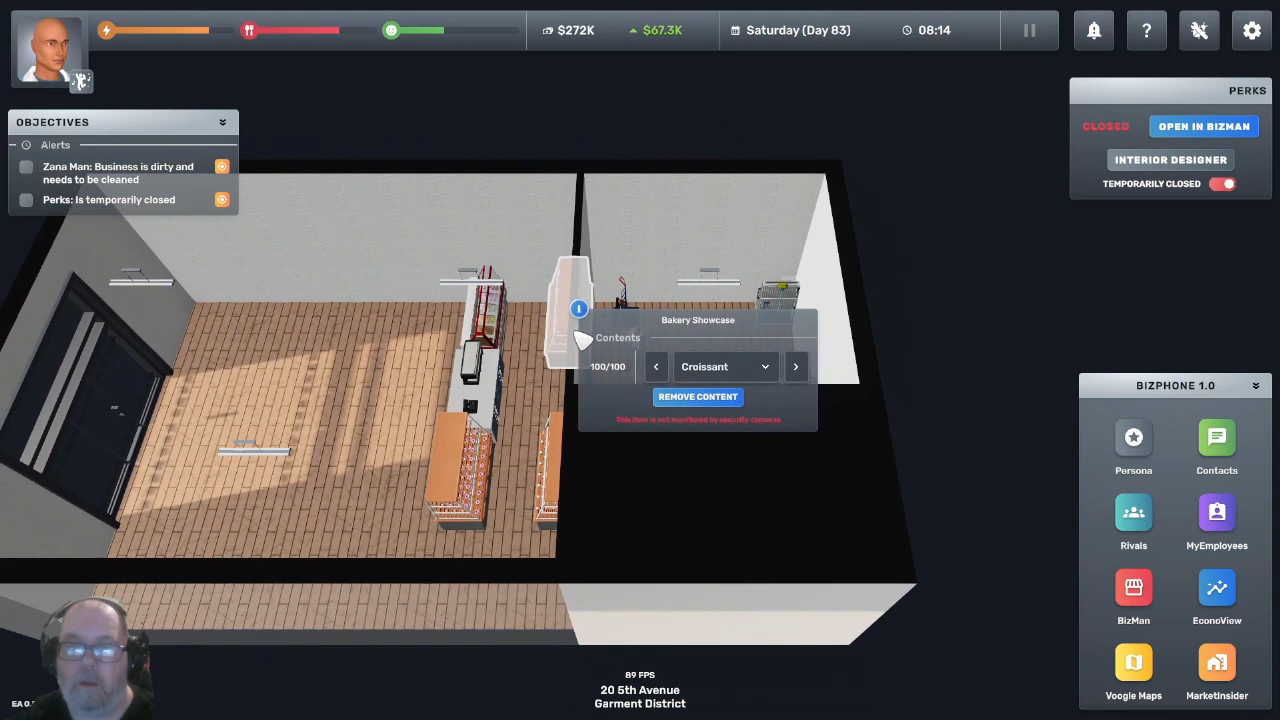 $272K
$67.3K
Saturday (Day 83)
08:14
OBJECTIVES
Alerts
Zana Man: Business is dirty and
needs to be cleaned
Perks: Is temporarily closed
PERKS
CLOSED
OPEN IN BIZMAN
INTERIOR DESIGNER
TEMPORARILY CLOSED
Bakery Showcase
Contents
100/100
Croissant
REMOVE CONTENT
This item is not monitored by security cameras
BIZPHONE 1.0
Persona
Contacts
Rivals
MyEmployees
BizMan
EconoView
Voogle Maps
MarketInsider
89 FPS
20 5th Avenue
Garment District
EA 0.